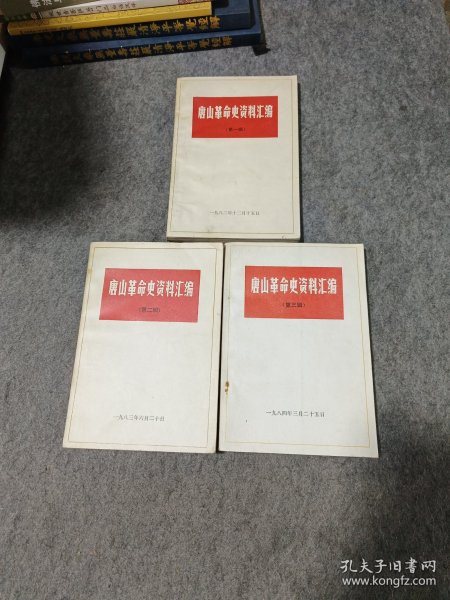 唐山革命史资料汇编
(第一辑)
一九八二年十二月十五日
唐山革命史资料汇编
(第二辑)
一九八三年六月二十日
唐山革命史资料汇编
(第三辑)
一九八四年三月二十五日
孔夫子旧书网
www.kongfz.com